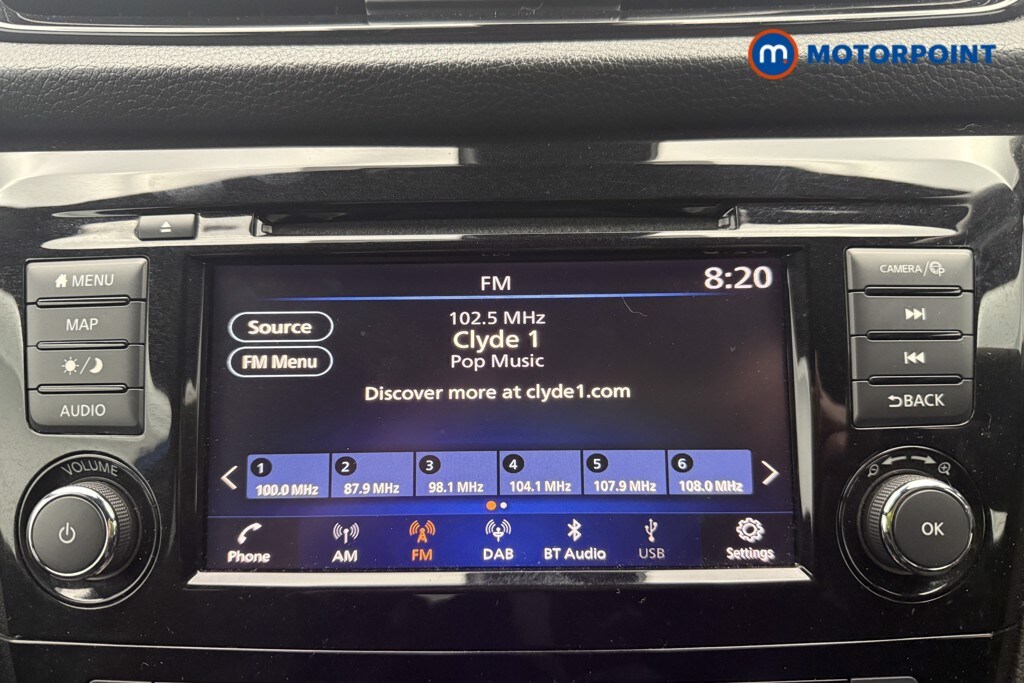 m MOTORPOINT
MENU
MAP
AUDIO
VOLUME
FM
8:20
Source
FM Menu
102.5 MHz
Clyde 1
Pop Music
Discover more at clyde1.com
1 2 3 4 5 6
100.0 MHz 87.9 MHz 98.1 MHz 104.1 MHz 107.9 MHz 108.0 MHz
Phone AM FM DAB BT Audio USB Settings
CAMERA/
BACK
OK